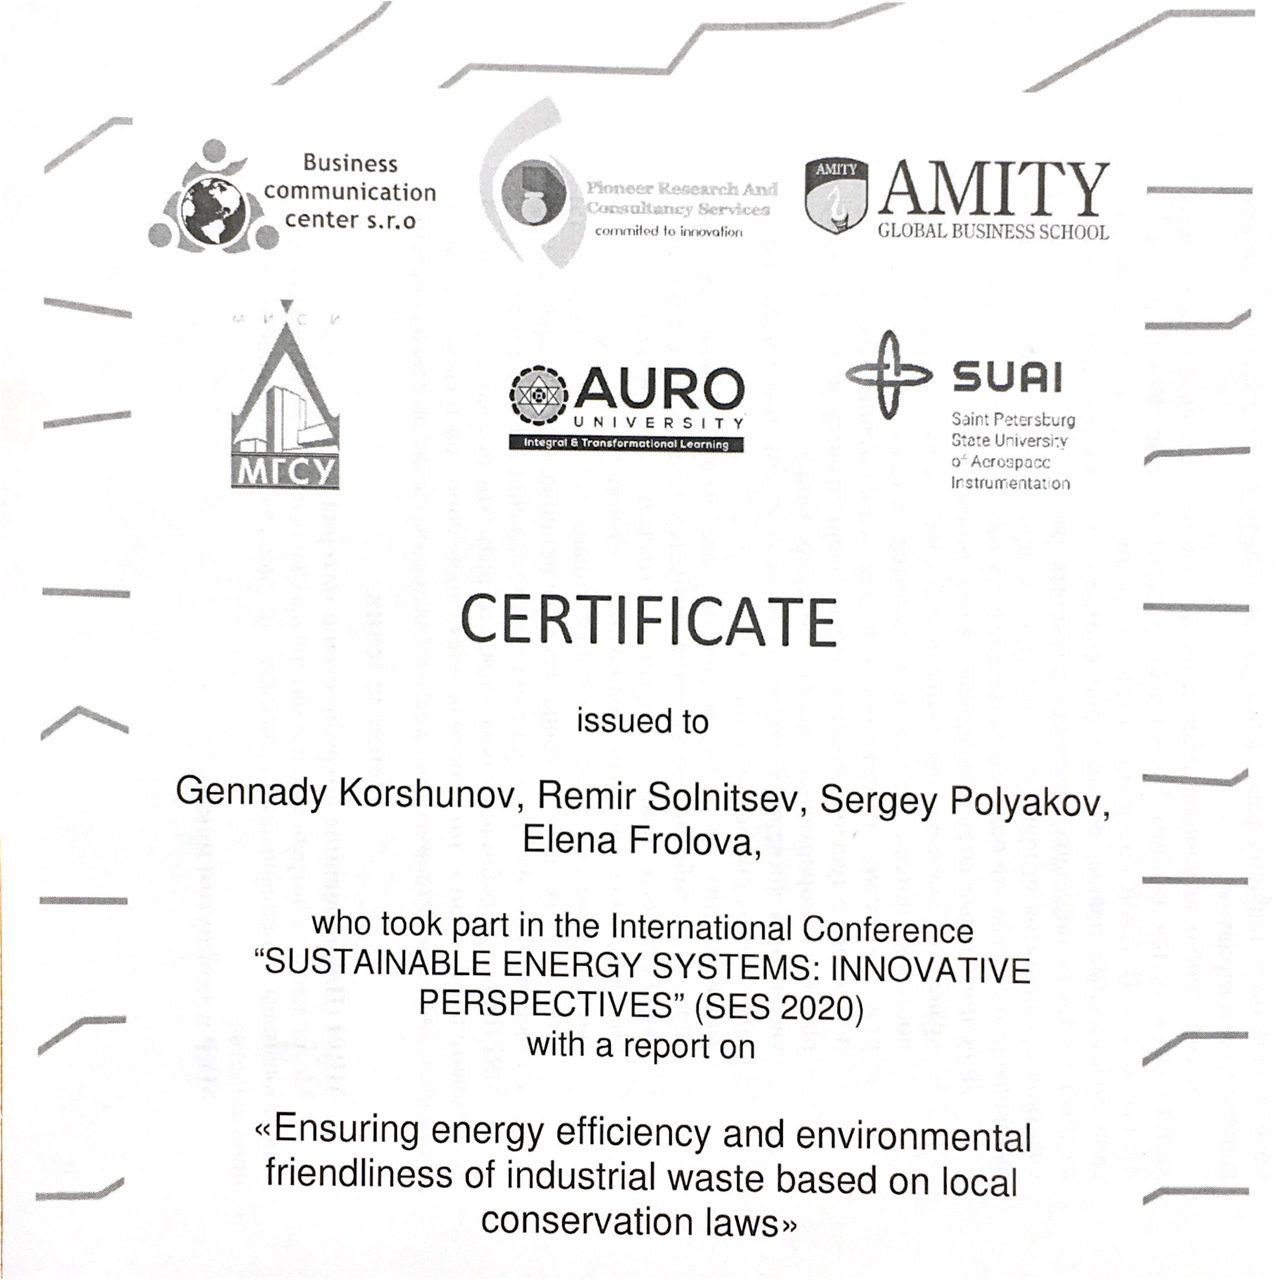 Business
communication
center s.r.o
Pioneer Research And
Consultancy Services
commited to innovation
AMITY
AMITY
GLOBAL BUSINESS SCHOOL
МГСУ
AURO
UNIVERSITY
Integral & Transformational Learning
SUAI
Saint Petersburg
State University
of Aerospace
Instrumentation
CERTIFICATE
issued to
Gennady Korshunov, Remir Solnitsev, Sergey Polyakov,
Elena Frolova,
who took part in the International Conference
“SUSTAINABLE ENERGY SYSTEMS: INNOVATIVE
PERSPECTIVES” (SES 2020)
with a report on
«Ensuring energy efficiency and environmental
friendliness of industrial waste based on local
conservation laws»